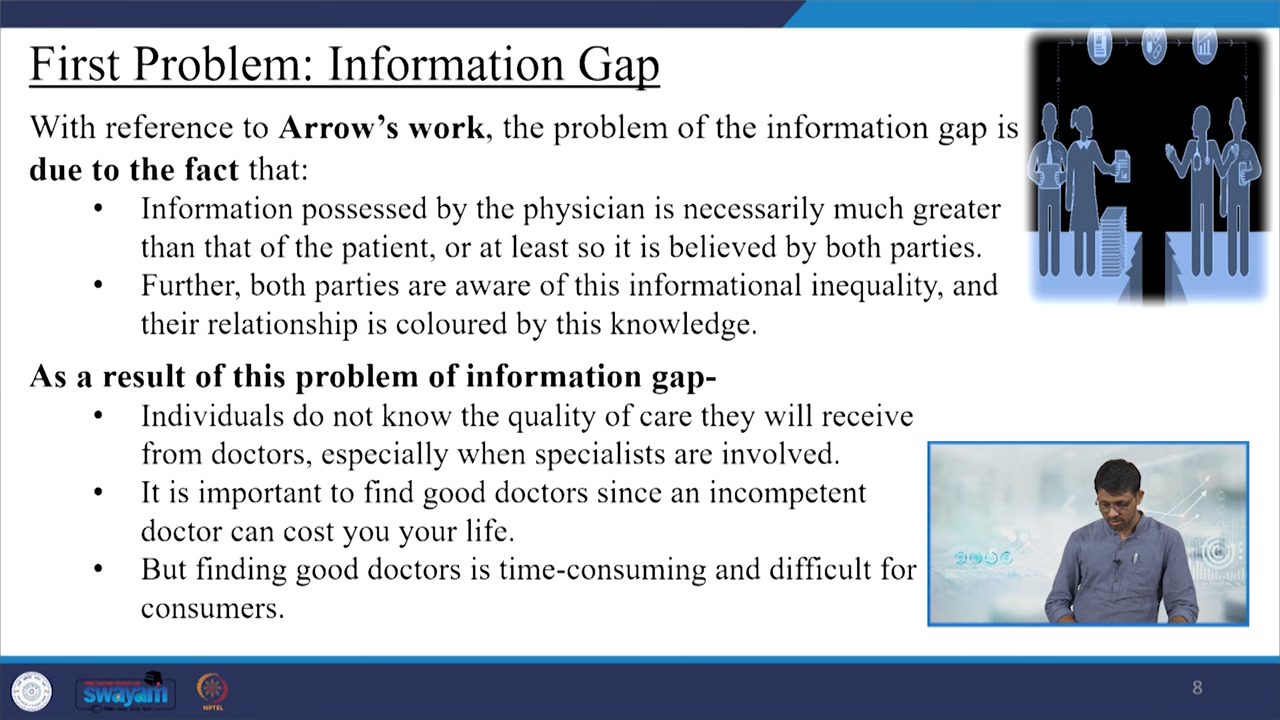 First Problem: Information Gap
With reference to Arrow’s work, the problem of the information gap is
due to the fact that:
• Information possessed by the physician is necessarily much greater
than that of the patient, or at least so it is believed by both parties.
• Further, both parties are aware of this informational inequality, and
their relationship is coloured by this knowledge.
As a result of this problem of information gap-
• Individuals do not know the quality of care they will receive
from doctors, especially when specialists are involved.
• It is important to find good doctors since an incompetent
doctor can cost you your life.
• But finding good doctors is time-consuming and difficult for
consumers.
swayam
NPTEL
8